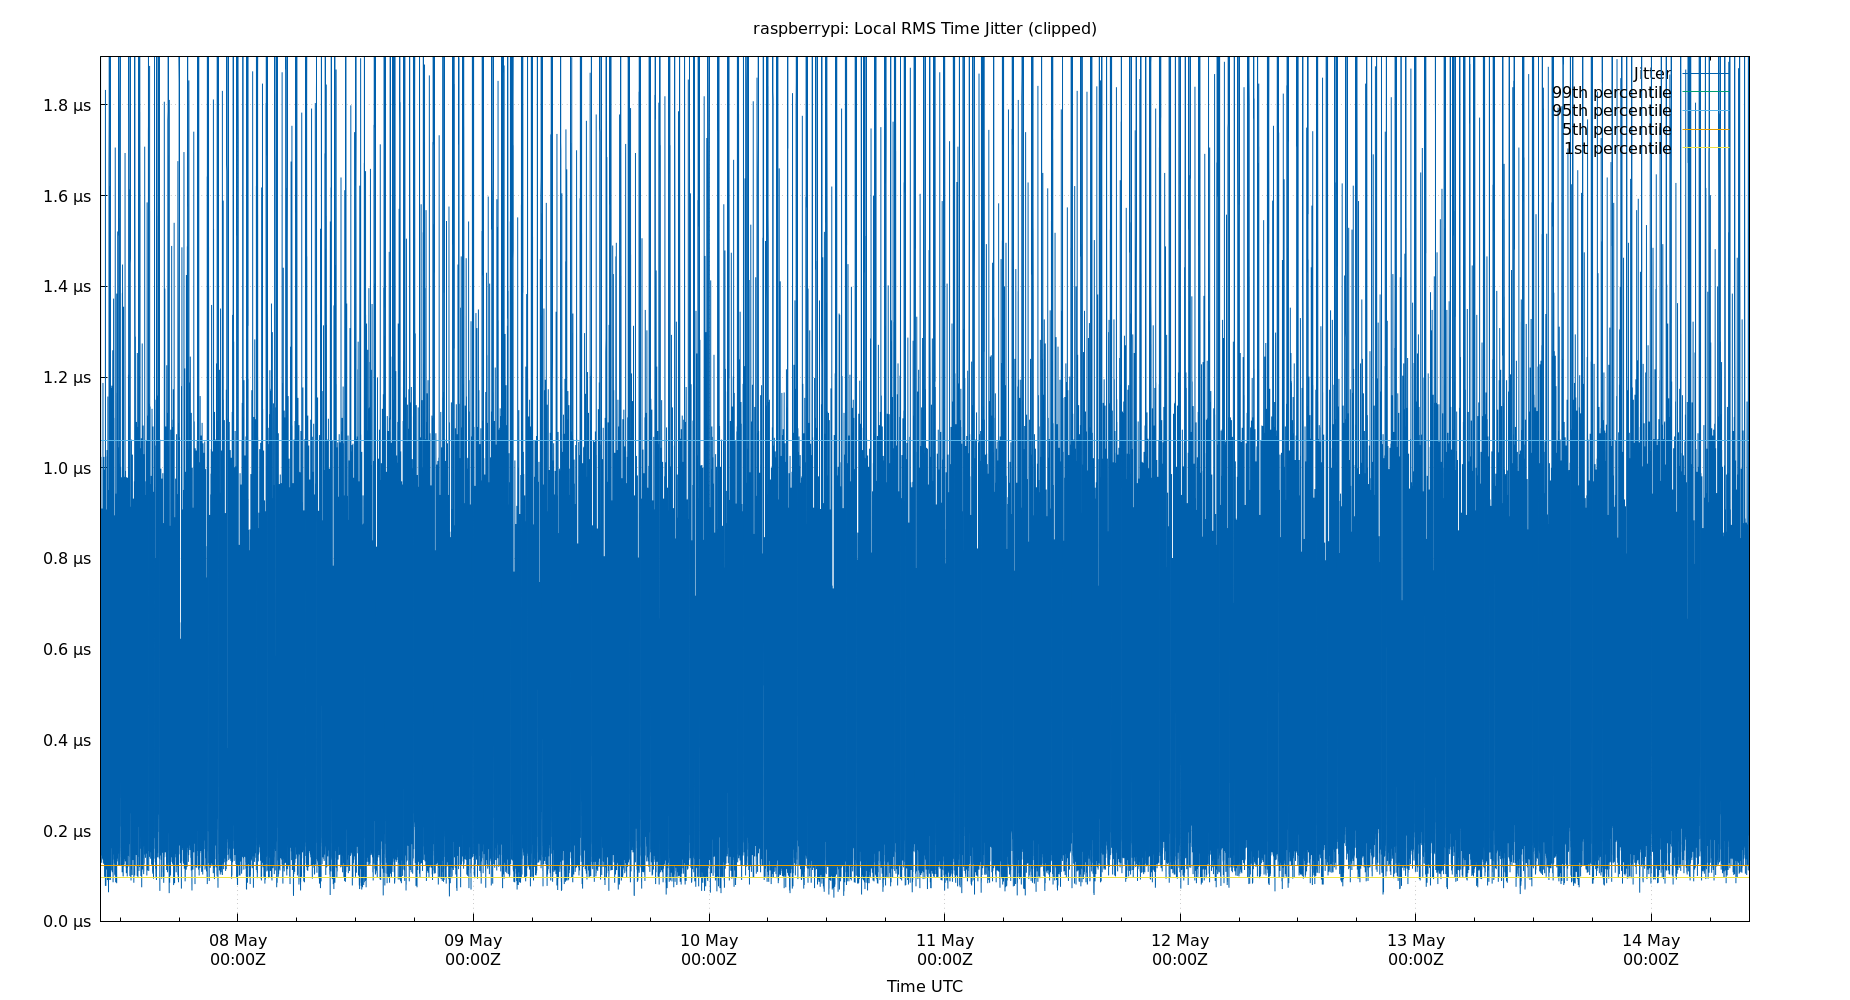 raspberrypi: Local RMS Time Jitter (clipped)
Jitter
99th percentile
95th percentile
5th percentile
1st percentile
1.8 µs
1.6 µs
1.4 µs
1.2 µs
1.0 µs
0.8 µs
0.6 µs
0.4 µs
0.2 µs
0.0 µs
08 May 09 May 10 May 11 May 12 May 13 May 14 May
00:00Z 00:00Z 00:00Z 00:00Z 00:00Z 00:00Z 00:00Z
Time UTC